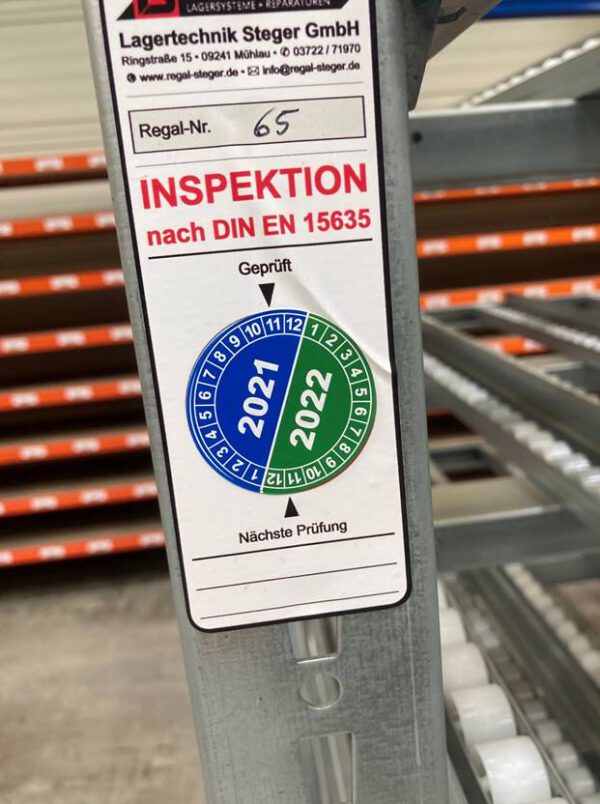 LAGERSYSTEME • REPARATUREN
Lagertechnik Steger GmbH
Ringstraße 15 • 09241 Mühlau • ✆ 03722 / 71970
www.regal-steger.de • ✉ info@regal-steger.de
Regal-Nr. 65
INSPEKTION
nach DIN EN 15635
Geprüft
1 2 3 4 5 6 7 8 9 10 11 12
2021
1 2 3 4 5 6 7 8 9 10 11 12
2022
Nächste Prüfung